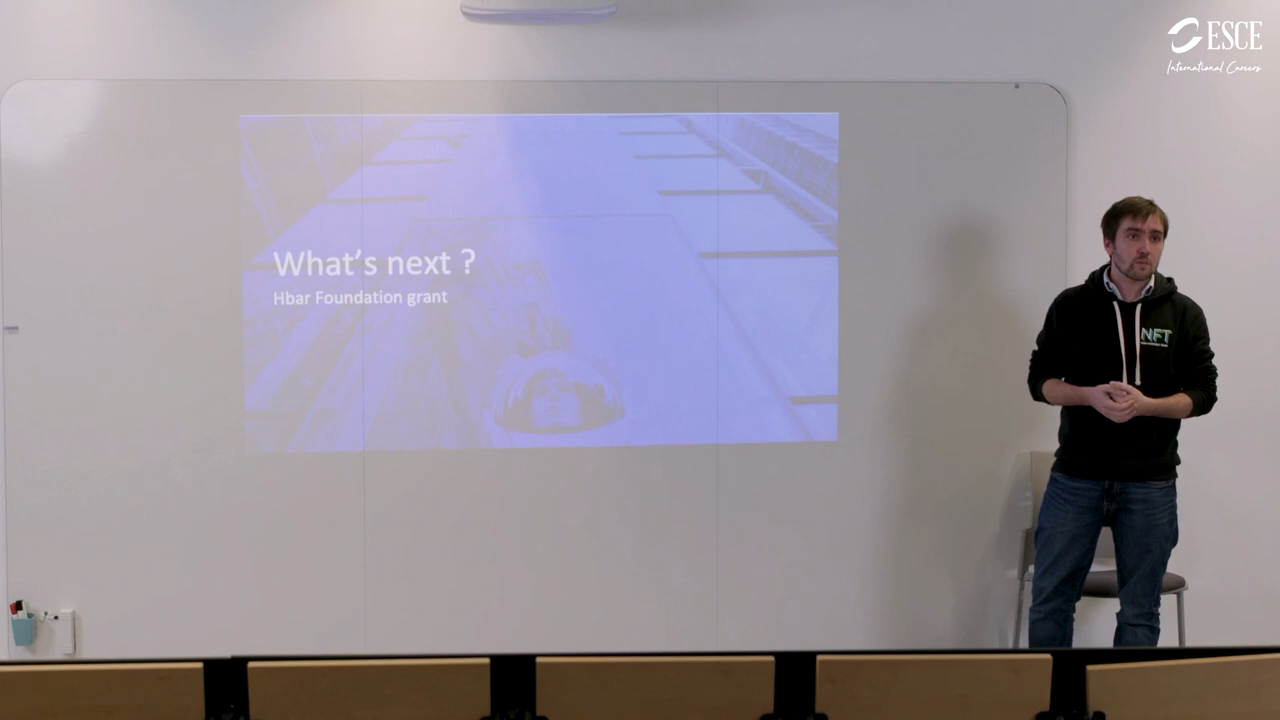 ESCE
International Careers
What's next ?
Hbar Foundation grant
NFT